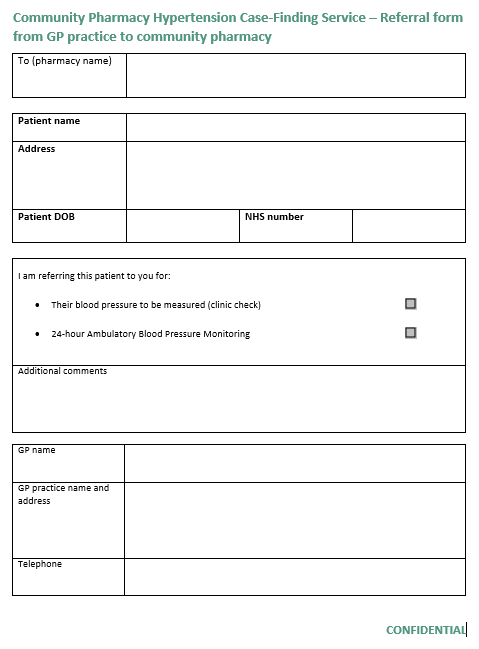 Community Pharmacy Hypertension Case-Finding Service – Referral form
from GP practice to community pharmacy
To (pharmacy name)
Patient name
Address
Patient DOB NHS number
I am referring this patient to you for:
• Their blood pressure to be measured (clinic check)
• 24-hour Ambulatory Blood Pressure Monitoring
Additional comments
GP name
GP practice name and
address
Telephone
CONFIDENTIAL